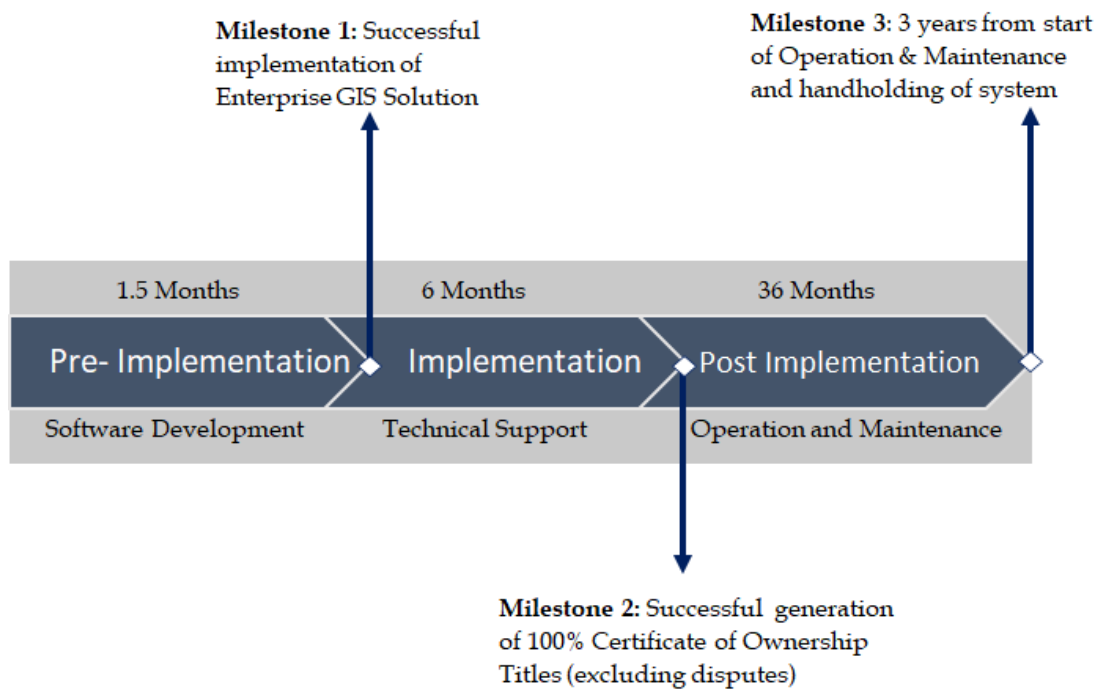 Milestone 1: Successful
implementation of
Enterprise GIS Solution
Milestone 3: 3 years from start
of Operation & Maintenance
and handholding of system
1.5 Months
6 Months
36 Months
Pre- Implementation
Implementation
Post Implementation
Software Development
Technical Support
Operation and Maintenance
Milestone 2: Successful generation
of 100% Certificate of Ownership
Titles (excluding disputes)